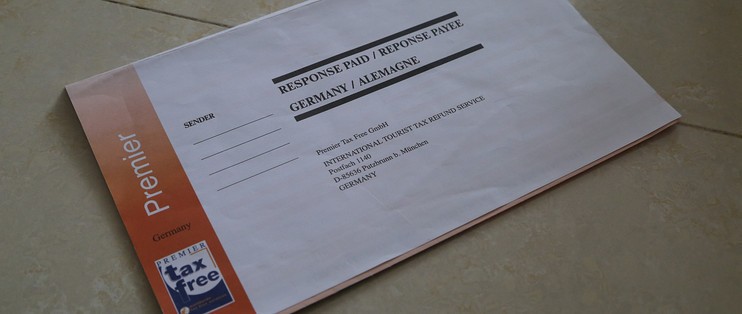 RESPONSE PAID / REPONSE PAYEE
GERMANY / ALEMAGNE
SENDER
Premier Tax Free GmbH
INTERNATIONAL TOURIST TAX REFUND SERVICE
Postfach 1140
D-85636 Putzbrunn b. München
GERMANY
Premier
Germany
PREMIER
tax
free